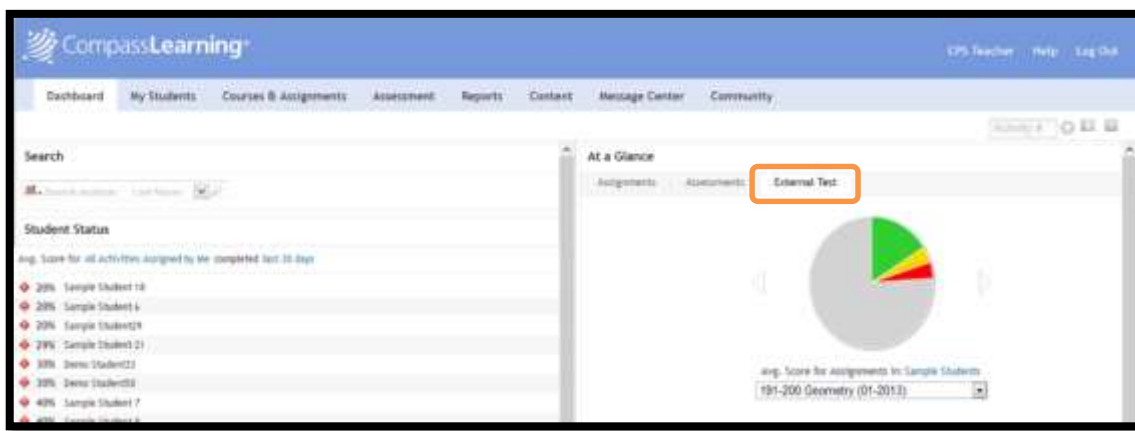 CompassLearning
CPS Teacher Help Log Out
Dashboard My Students Courses & Assignments Assessment Reports Content Message Center Community
Search
Student Status
Avg. Score for All Activities Assigned by Me completed last 30 days
20% Sample Student 10
20% Sample Student 6
20% Sample Student29
29% Sample Student 21
30% Demo Student23
30% Demo Student50
40% Sample Student 7
At a Glance
Assignments Assessments External Test
Avg. Score for Assignments in: Sample Students
191-200 Geometry (01-2013)